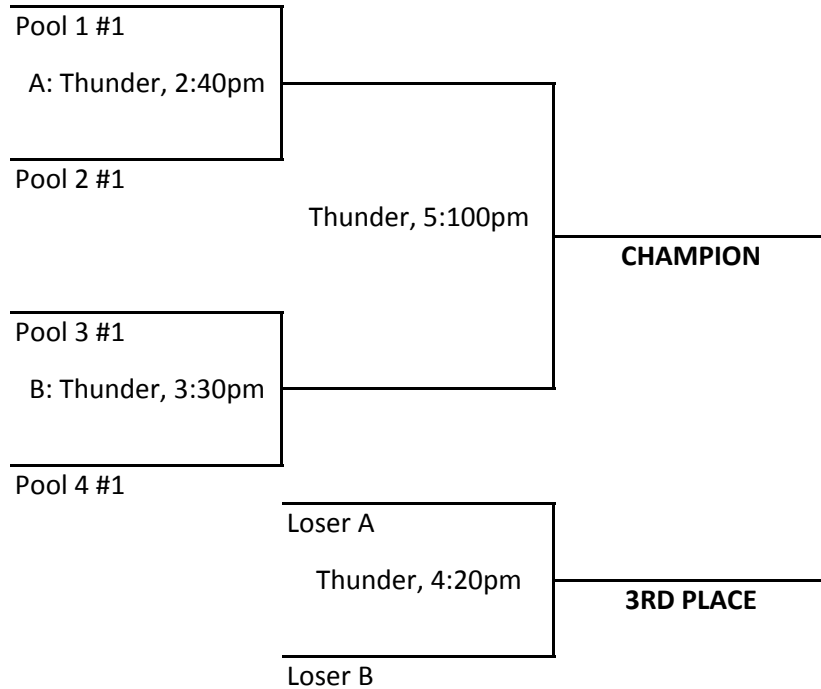 Pool 1 #1
A: Thunder, 2:40pm
Pool 2 #1
Thunder, 5:100pm
CHAMPION
Pool 3 #1
B: Thunder, 3:30pm
Pool 4 #1
Loser A
Thunder, 4:20pm
3RD PLACE
Loser B